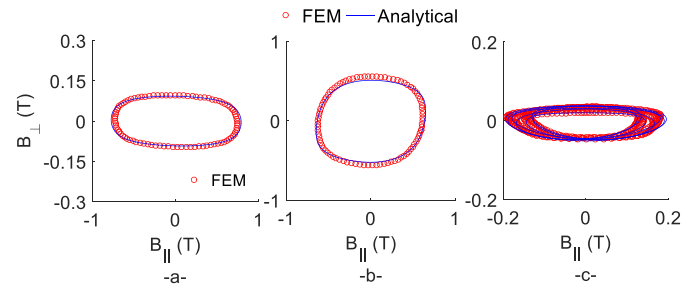 FEM Analytical
0.3
0.15
0
-0.15
-0.3
B⊥ (T)
FEM
-1 0 1
B|| (T)
-a-
1
0
-1
-1 0 1
B|| (T)
-b-
0.2
0
-0.2
-0.2 0 0.2
B|| (T)
-c-